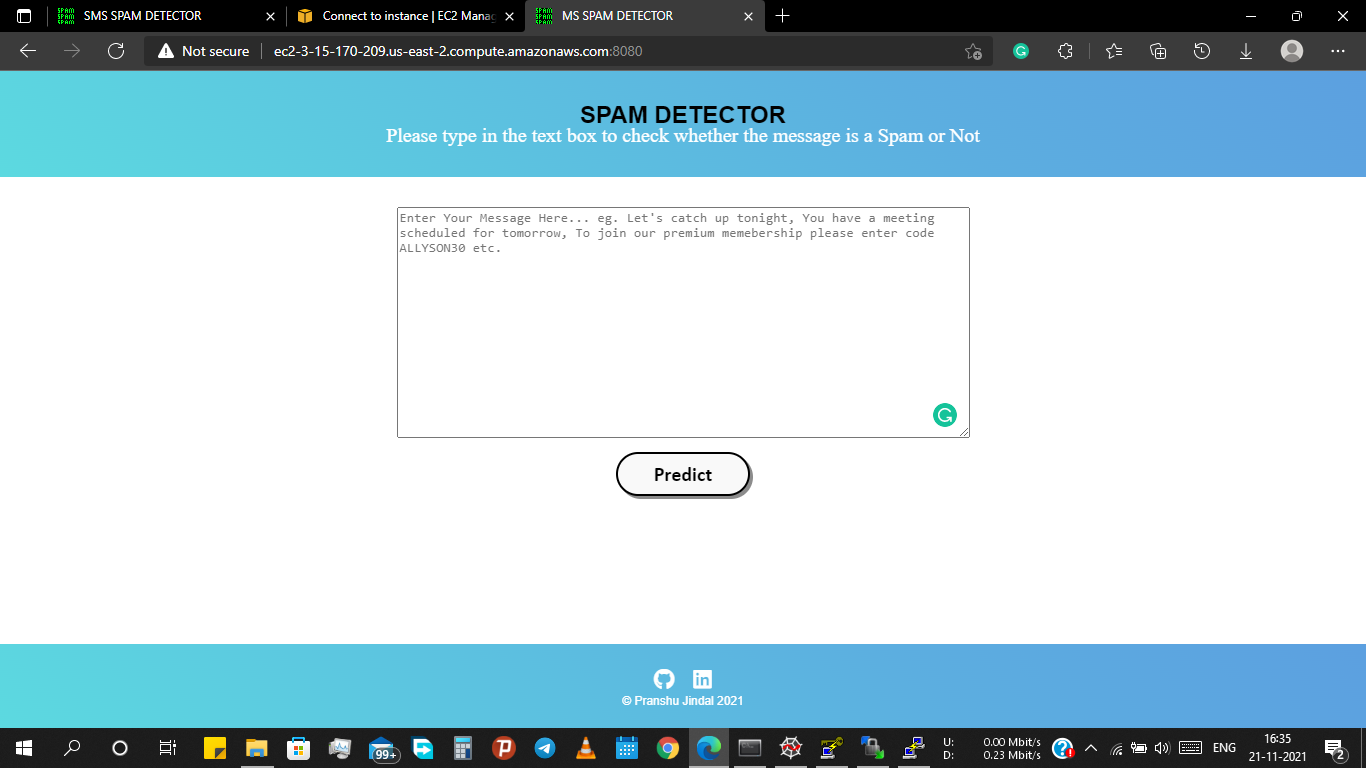 SMS SPAM DETECTOR
Connect to instance | EC2 Manag
MS SPAM DETECTOR
Not secure
ec2-3-15-170-209.us-east-2.compute.amazonaws.com:8080
SPAM DETECTOR
Please type in the text box to check whether the message is a Spam or Not
Enter Your Message Here... eg. Let's catch up tonight, You have a meeting
scheduled for tomorrow, To join our premium memebership please enter code
ALLYSON30 etc.
Predict
© Pranshu Jindal 2021
99+
U: 0.00 Mbit/s
D: 0.23 Mbit/s
ENG
16:35
21-11-2021
2